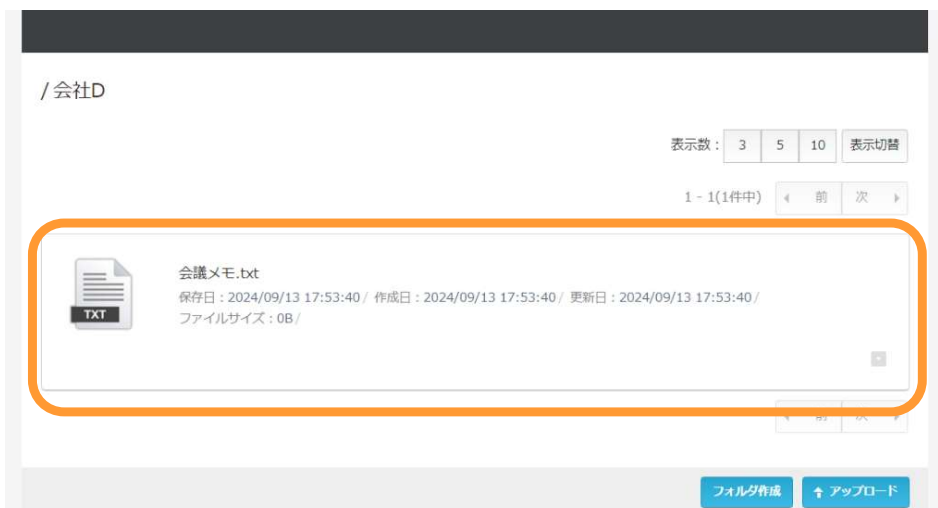 / 会社D
表示数： 3 5 10 表示切替
1 - 1(1件中) 前 次
会議メモ.txt
保存日：2024/09/13 17:53:40 / 作成日：2024/09/13 17:53:40 / 更新日：2024/09/13 17:53:40 /
ファイルサイズ：0B /
TXT
前 次
フォルダ作成 アップロード